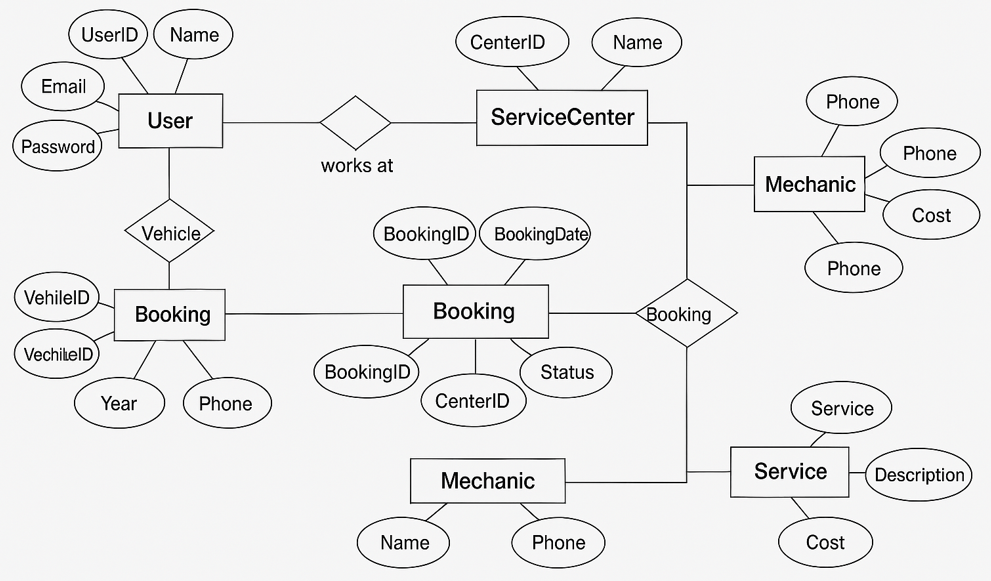 UserID
Name
CenterID
Name
Email
User
ServiceCenter
Phone
Password
Phone
works at
Mechanic
Cost
Vehicle
BookingID
BookingDate
Phone
VehileID
Booking
Booking
Booking
VechileID
BookingID
Status
Year
Phone
CenterID
Service
Mechanic
Service
Description
Name
Phone
Cost